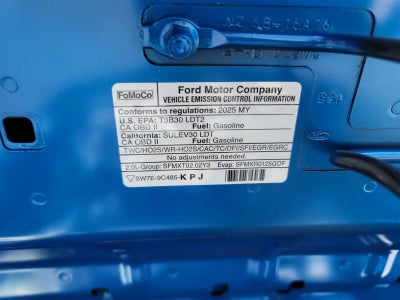 FoMoCo
Ford Motor Company
VEHICLE EMISSION CONTROL INFORMATION
Conforms to regulations: 2025 MY
U.S. EPA: T3B30 LDT2
CA OBD II Fuel: Gasoline
California: SULEV30 LDT
CA OBD II Fuel: Gasoline
TWC/HO2S/WR-HO2S/CAC/TC/DFI/SFI/EGR/EGRC
No adjustments needed.
2.0L-Group: SFMXT02.02Y3 Evap: SFMXR0125GDF
SW7E-9C485-KPJ